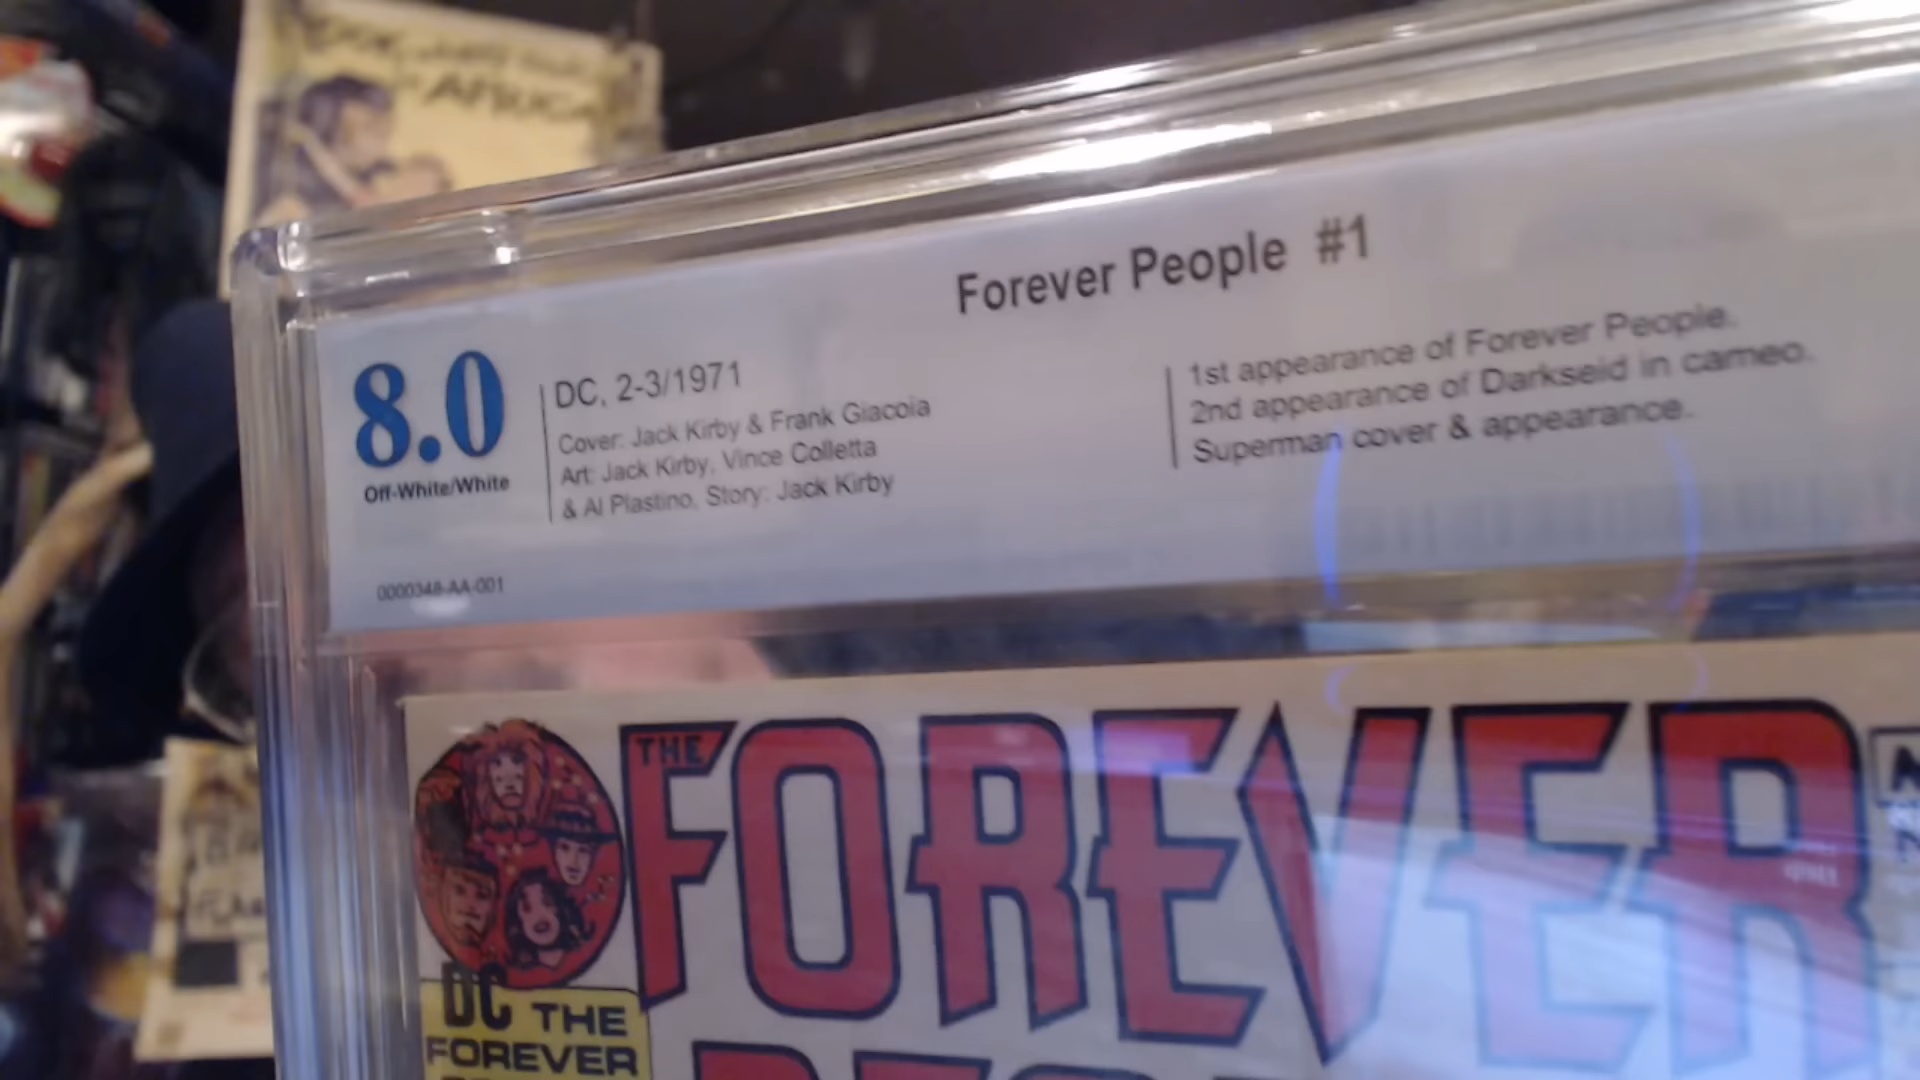 AFRICA
Forever People #1
8.0
Off-White/White
DC, 2-3/1971
Cover: Jack Kirby & Frank Giacoia
Art: Jack Kirby, Vince Colletta
& Al Plastino, Story: Jack Kirby
1st appearance of Forever People.
2nd appearance of Darkseid in cameo.
Superman cover & appearance.
0000348-AA-001
THE
FOREVER
DC THE
FOREVER